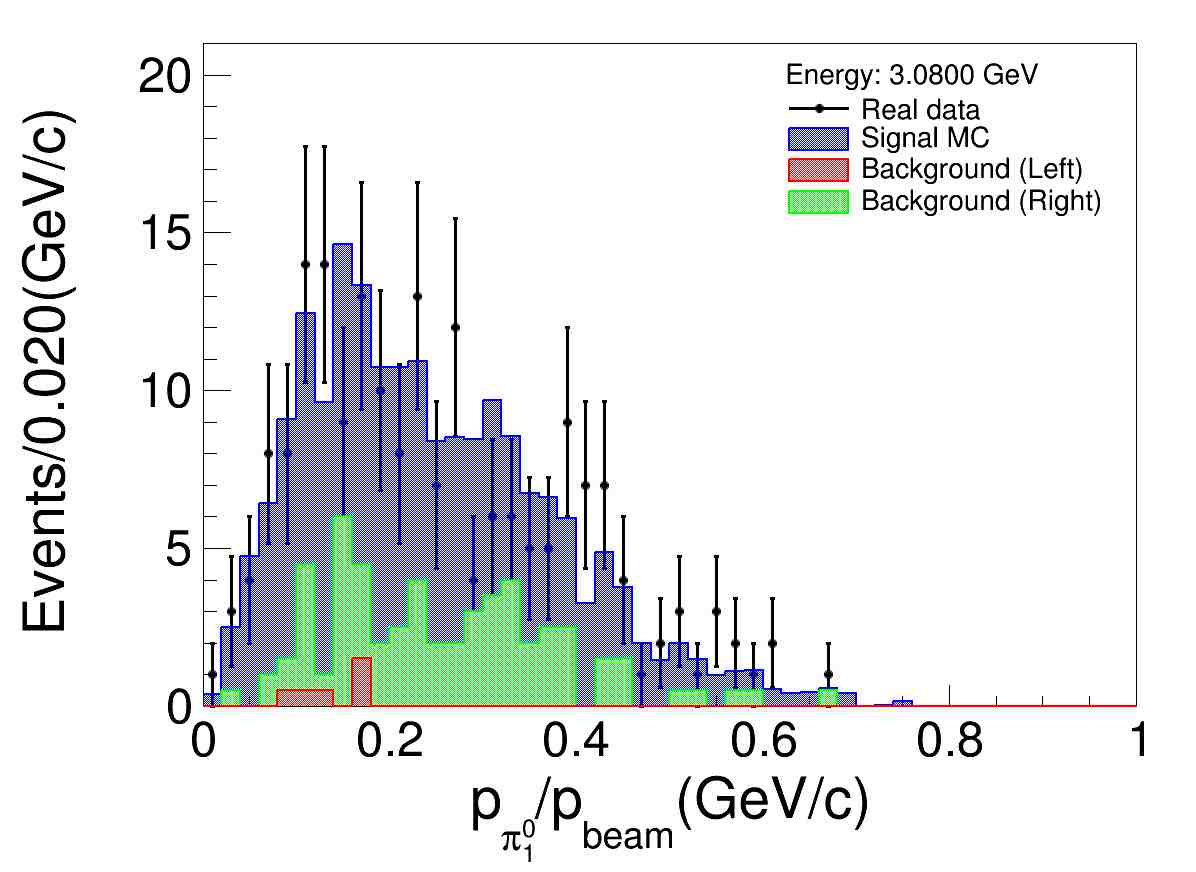 Energy: 3.0800 GeV
Real data
Signal MC
Background (Left)
Background (Right)
Events/0.020(GeV/c)
20
15
10
5
0
0 0.2 0.4 0.6 0.8 1
p_{π^0_1}/p_{beam}(GeV/c)